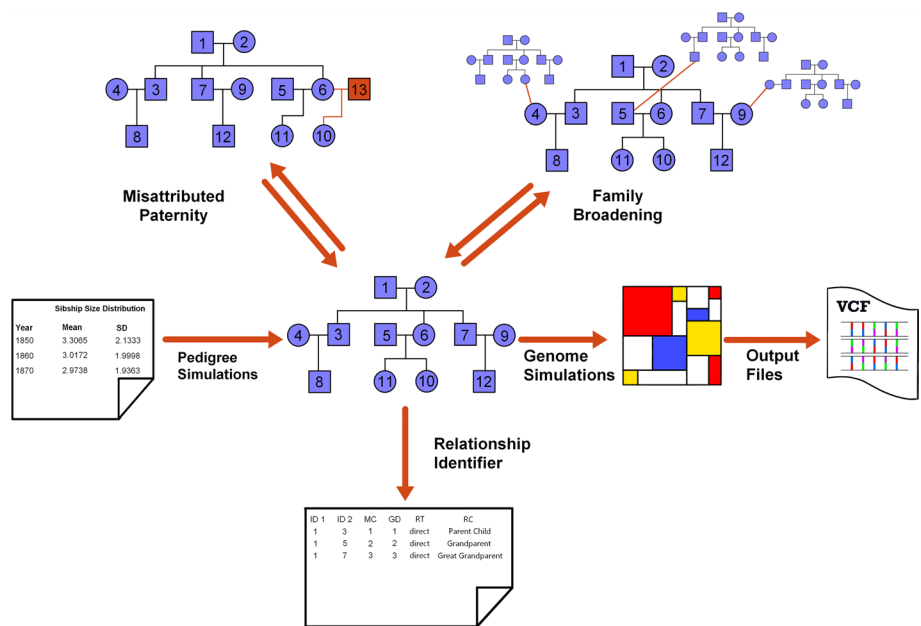 1 2
4 3 7 9 5 6 13
8 12 11 10
Misattributed
Paternity
1 2
4 3 5 6 7 9
8 11 10 12
Family
Broadening
Sibship Size Distribution
Year Mean SD
1850 3.3065 2.1333
1860 3.0172 1.9998
1870 2.9738 1.9363
Pedigree
Simulations
1 2
4 3 5 6 7 9
8 11 10 12
Genome
Simulations
Output
Files
VCF
Relationship
Identifier
ID 1 ID 2 MC GD RT RC
1 3 1 1 direct Parent Child
1 5 2 2 direct Grandparent
1 7 3 3 direct Great Grandparent